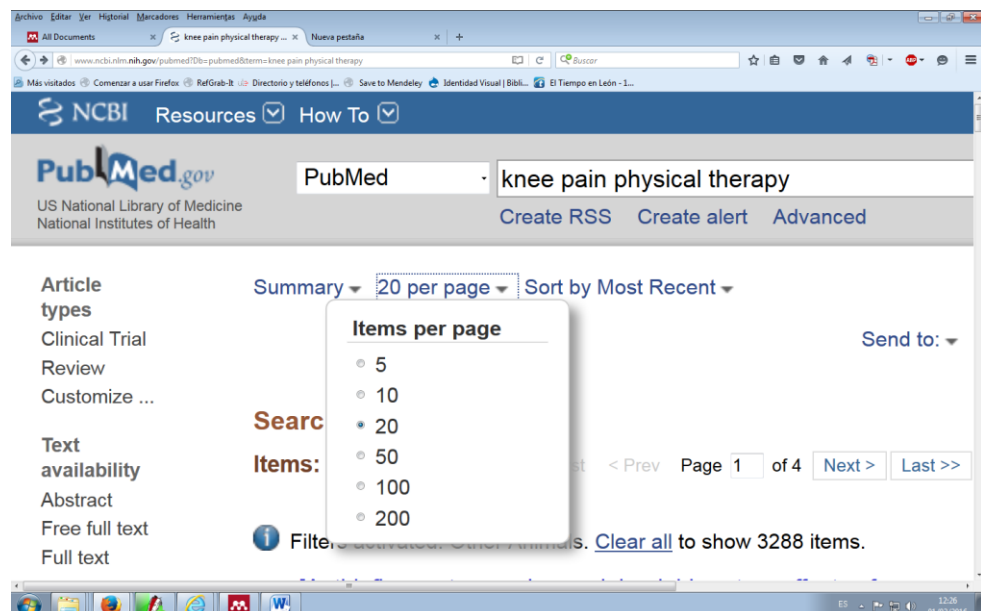 Archivo Editar Ver Historial Marcadores Herramientas Ayuda
All Documents × knee pain physical therapy ... × Nueva pestaña × +
www.ncbi.nlm.nih.gov/pubmed?Db=pubmed&term=knee pain physical therapy Buscar
Más visitados Comenzar a usar Firefox RefGrab-It Directorio y teléfonos |... Save to Mendeley Identidad Visual | Bibli... El Tiempo en León - 1...
NCBI Resources How To
PubMed.gov PubMed knee pain physical therapy
US National Library of Medicine
National Institutes of Health
Create RSS Create alert Advanced
Article
types
Clinical Trial
Review
Customize ...
Text
availability
Abstract
Free full text
Full text
Summary 20 per page Sort by Most Recent
Items per page
5
10
20
50
100
200
Send to:
Searc
Items: < Prev Page 1 of 4 Next > Last >>
Filters activated: Other Animals. Clear all to show 3288 items.
ES 12:26